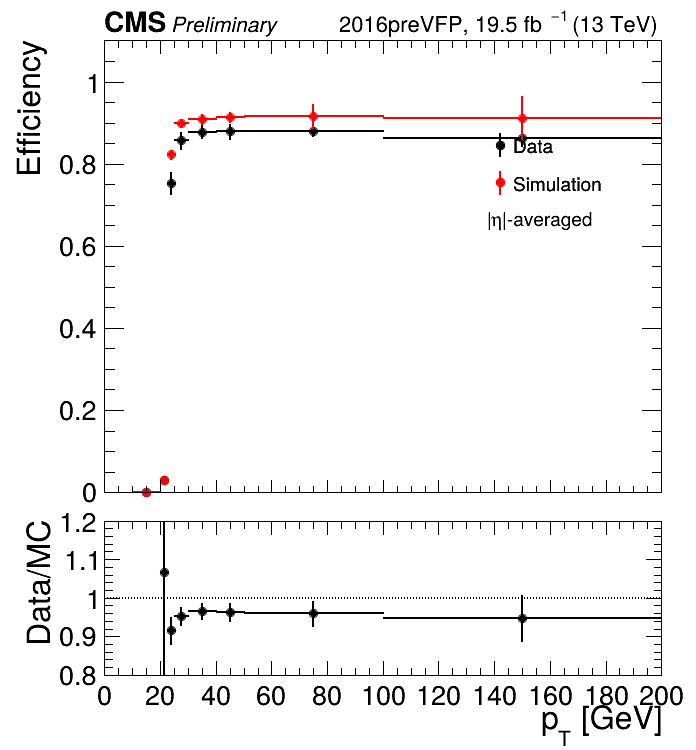 CMS Preliminary 2016preVFP, 19.5 fb⁻¹ (13 TeV)
Efficiency
1
0.8
0.6
0.4
0.2
0
Data
Simulation
|η|-averaged
Data/MC
1.2
1.1
1
0.9
0.8
0 20 40 60 80 100 120 140 160 180 200
p_T [GeV]